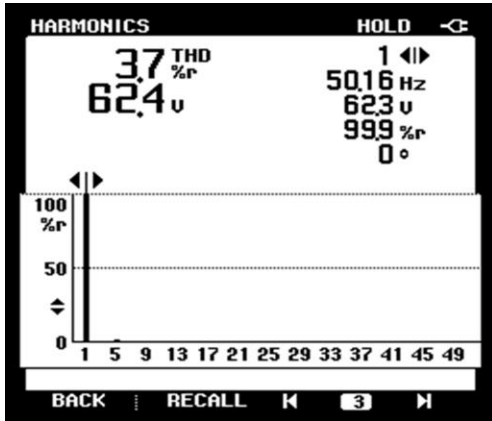 HARMONICS HOLD
3.7 THD %r
62.4 V
1
50.16 Hz
62.3 V
99.9 %r
0 °
100
%r
50
0
1 5 9 13 17 21 25 29 33 37 41 45 49
BACK RECALL 3